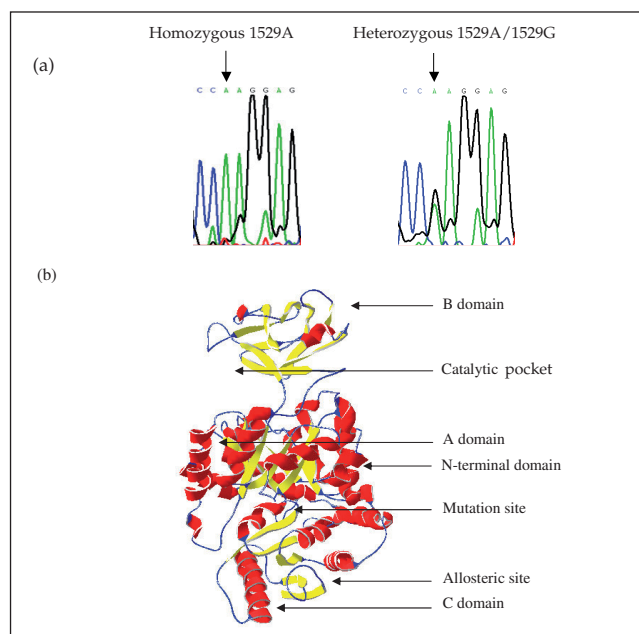 Homozygous 1529A
Heterozygous 1529A/1529G
(a)
C C A A G G A G
C C A A G G A G
(b)
B domain
Catalytic pocket
A domain
N-terminal domain
Mutation site
Allosteric site
C domain